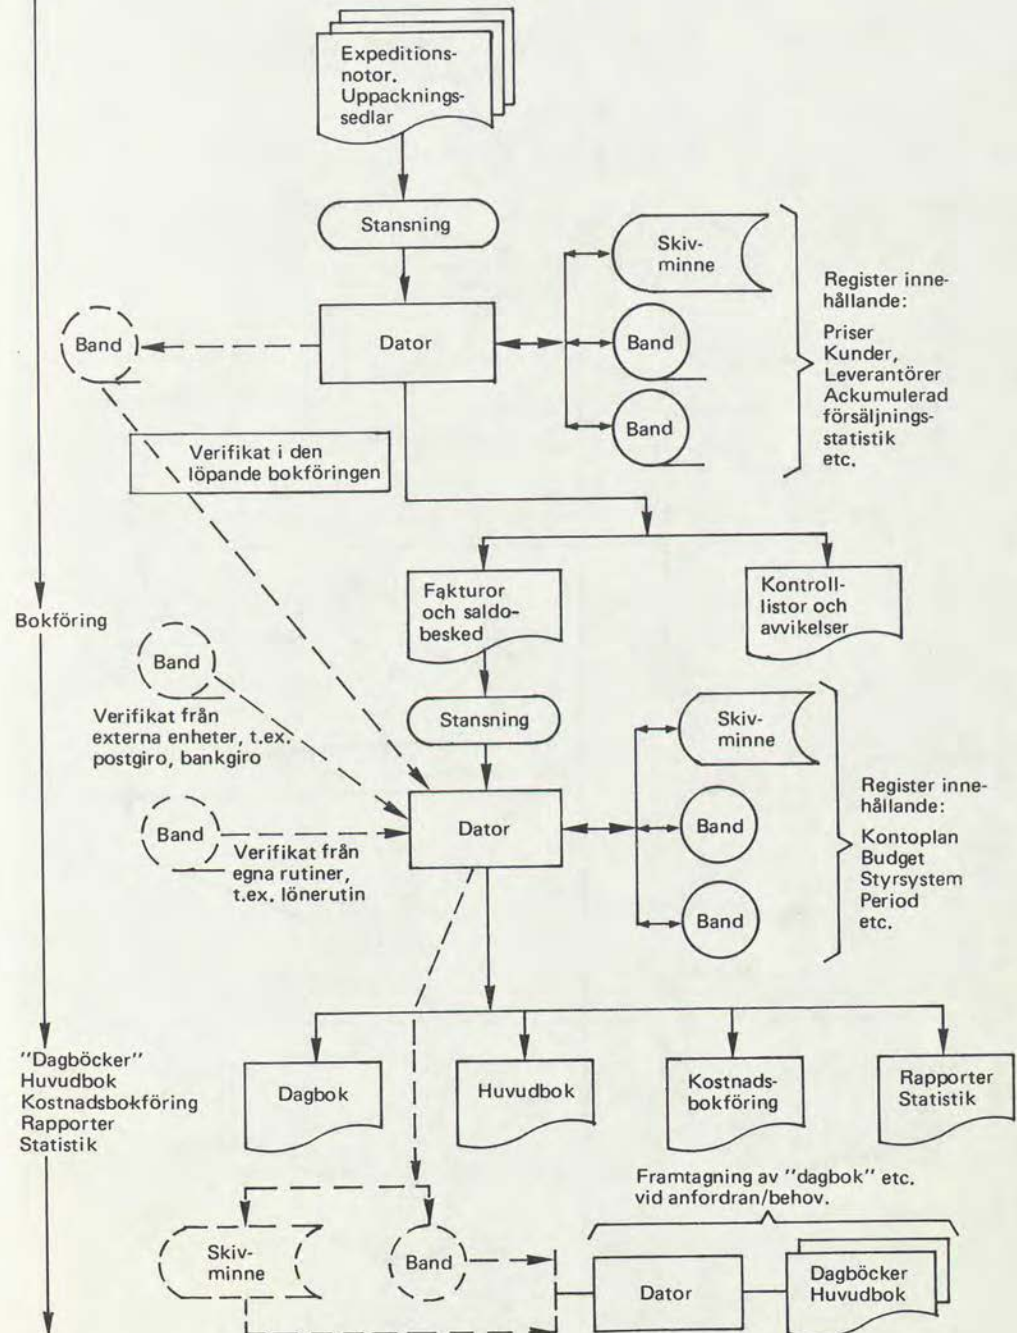 Expeditions-
notor.
Uppacknings-
sedlar
Stansning
Skiv-
minne
Band
Dator
Band
Band
Register inne-
hållande:
Priser
Kunder,
Leverantörer
Ackumulerad
försäljnings-
statistik
etc.
Verifikat i den
löpande bokföringen
Bokföring
Fakturor
och saldo-
besked
Kontroll-
listor och
avvikelser
Band
Verifikat från
externa enheter, t.ex.
postgiro, bankgiro
Stansning
Skiv-
minne
Band
Verifikat från
egna rutiner,
t.ex. lönerutin
Dator
Band
Band
Register inne-
hållande:
Kontoplan
Budget
Styrsystem
Period
etc.
"Dagböcker"
Huvudbok
Kostnadsbokföring
Rapporter
Statistik
Dagbok
Huvudbok
Kostnads-
bokföring
Rapporter
Statistik
Framtagning av "dagbok" etc.
vid anfordran/behov.
Skiv-
minne
Band
Dator
Dagböcker
Huvudbok